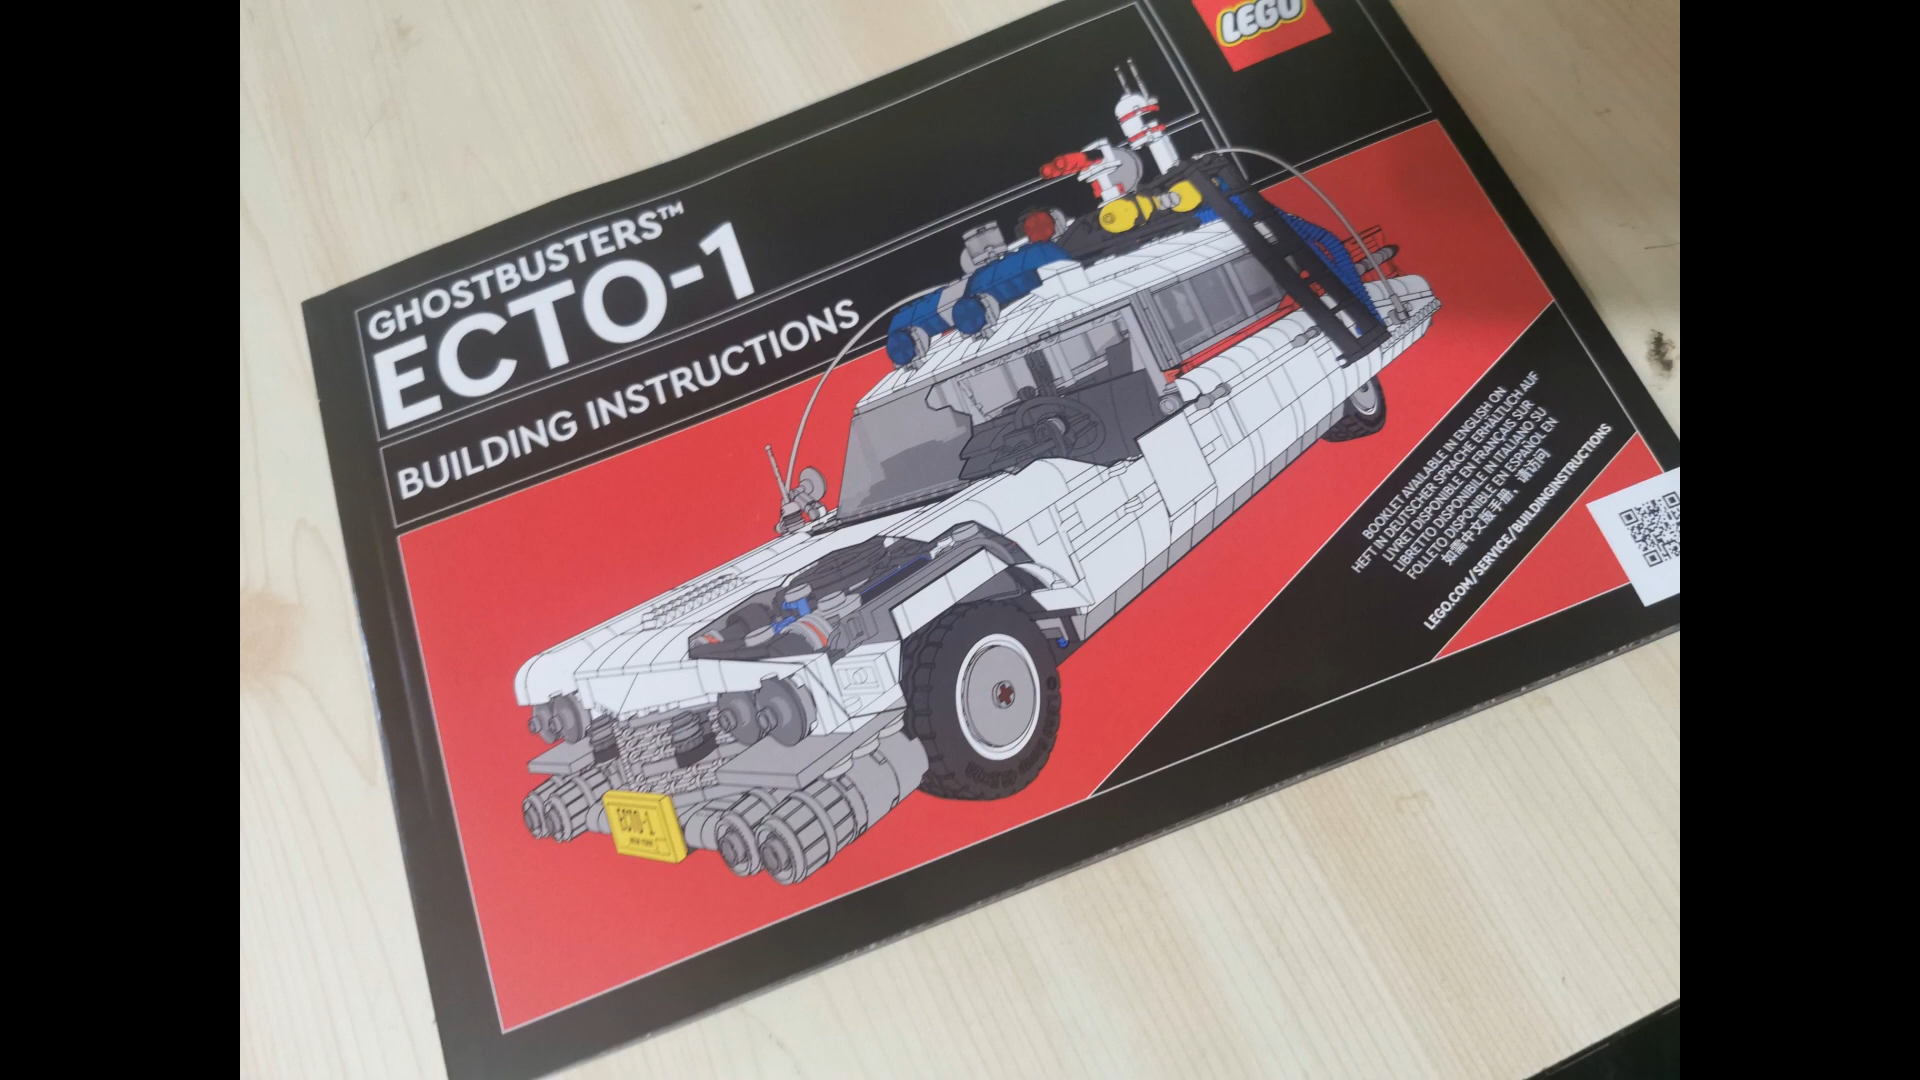 LEGO
GHOSTBUSTERS™
ECTO-1
BUILDING INSTRUCTIONS
BOOKLET AVAILABLE IN ENGLISH ON
HEFT IN DEUTSCHER SPRACHE ERHÄLTLICH AUF
LIVRET DISPONIBLE EN FRANÇAIS SUR
LIBRETTO DISPONIBILE IN ITALIANO SU
FOLLETO DISPONIBLE EN ESPAÑOL EN
如需中文版手册，请访问
LEGO.COM/SERVICE/BUILDINGINSTRUCTIONS
ECTO-1